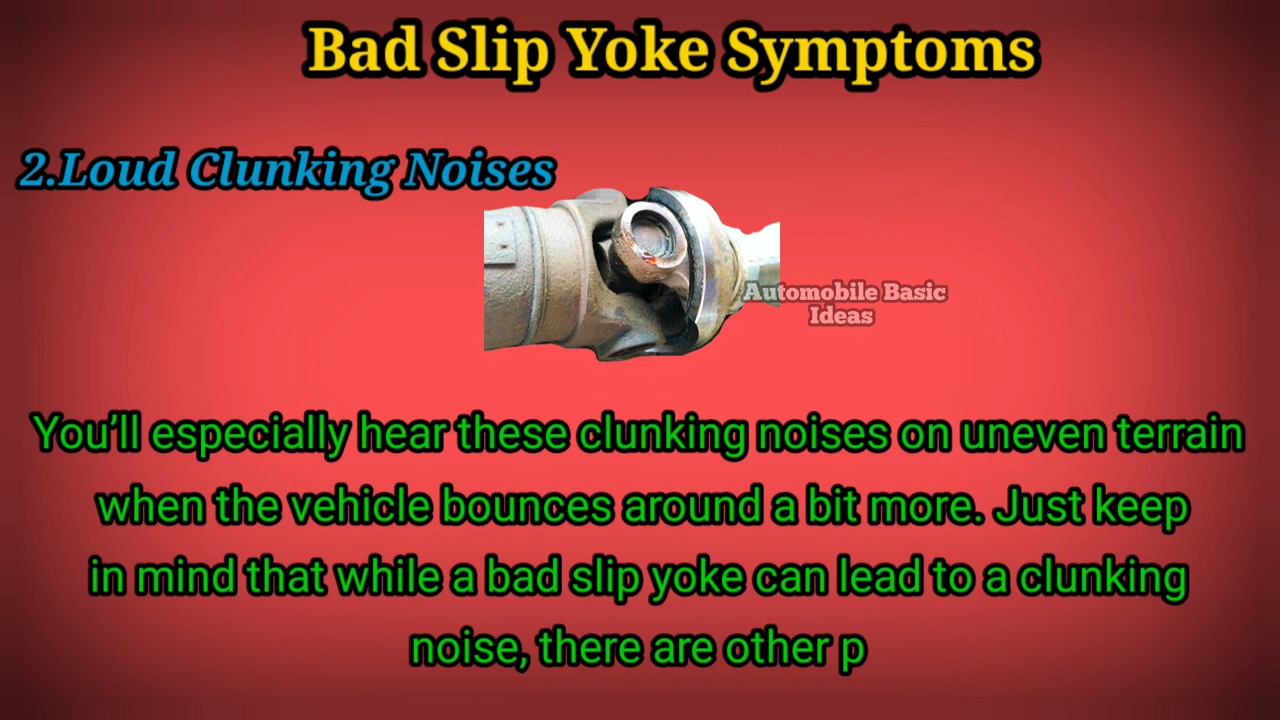 Bad Slip Yoke Symptoms
2.Loud Clunking Noises
Automobile Basic
Ideas
You'll especially hear these clunking noises on uneven terrain
when the vehicle bounces around a bit more. Just keep
in mind that while a bad slip yoke can lead to a clunking
noise, there are other p